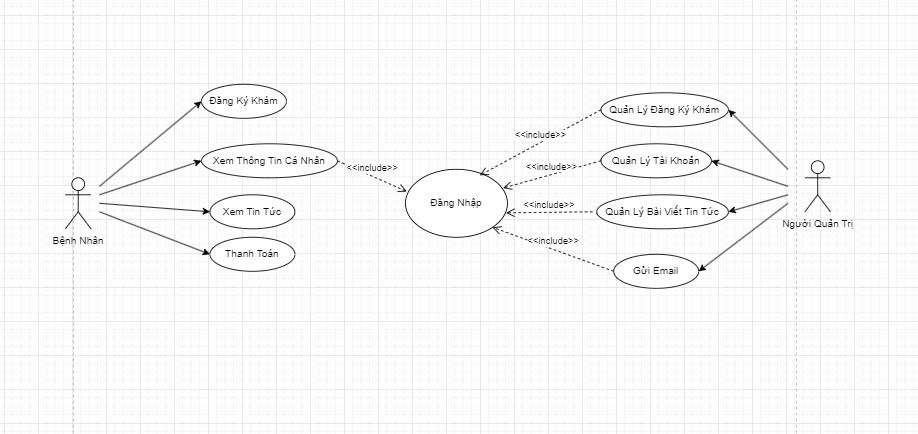 Đăng Ký Khám
Xem Thông Tin Cá Nhân
Xem Tin Tức
Thanh Toán
Bệnh Nhân
<<include>>
Đăng Nhập
<<include>>
<<include>>
<<include>>
<<include>>
Quản Lý Đăng Ký Khám
Quản Lý Tài Khoản
Quản Lý Bài Viết Tin Tức
Gửi Email
Người Quản Trị